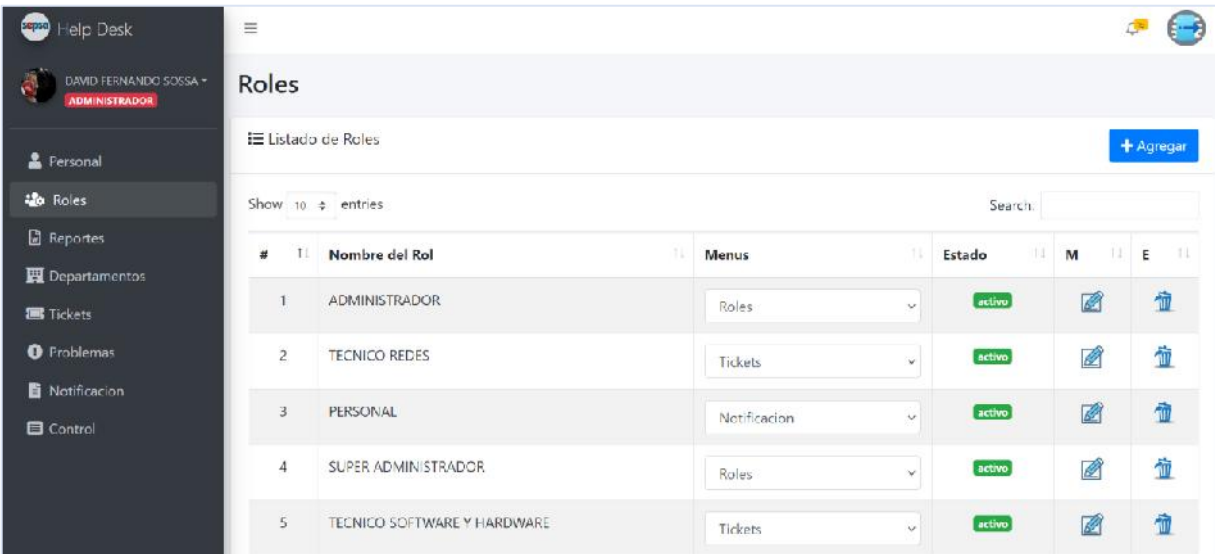 sepsa Help Desk
DAVID FERNANDO SOSSA
ADMINISTRADOR
Personal
Roles
Reportes
Departamentos
Tickets
Problemas
Notificacion
Control
Roles
Listado de Roles
+ Agregar
Show 10 entries
Search:
# Nombre del Rol Menus Estado M E
1 ADMINISTRADOR Roles activo
2 TECNICO REDES Tickets activo
3 PERSONAL Notificacion activo
4 SUPER ADMINISTRADOR Roles activo
5 TECNICO SOFTWARE Y HARDWARE Tickets activo